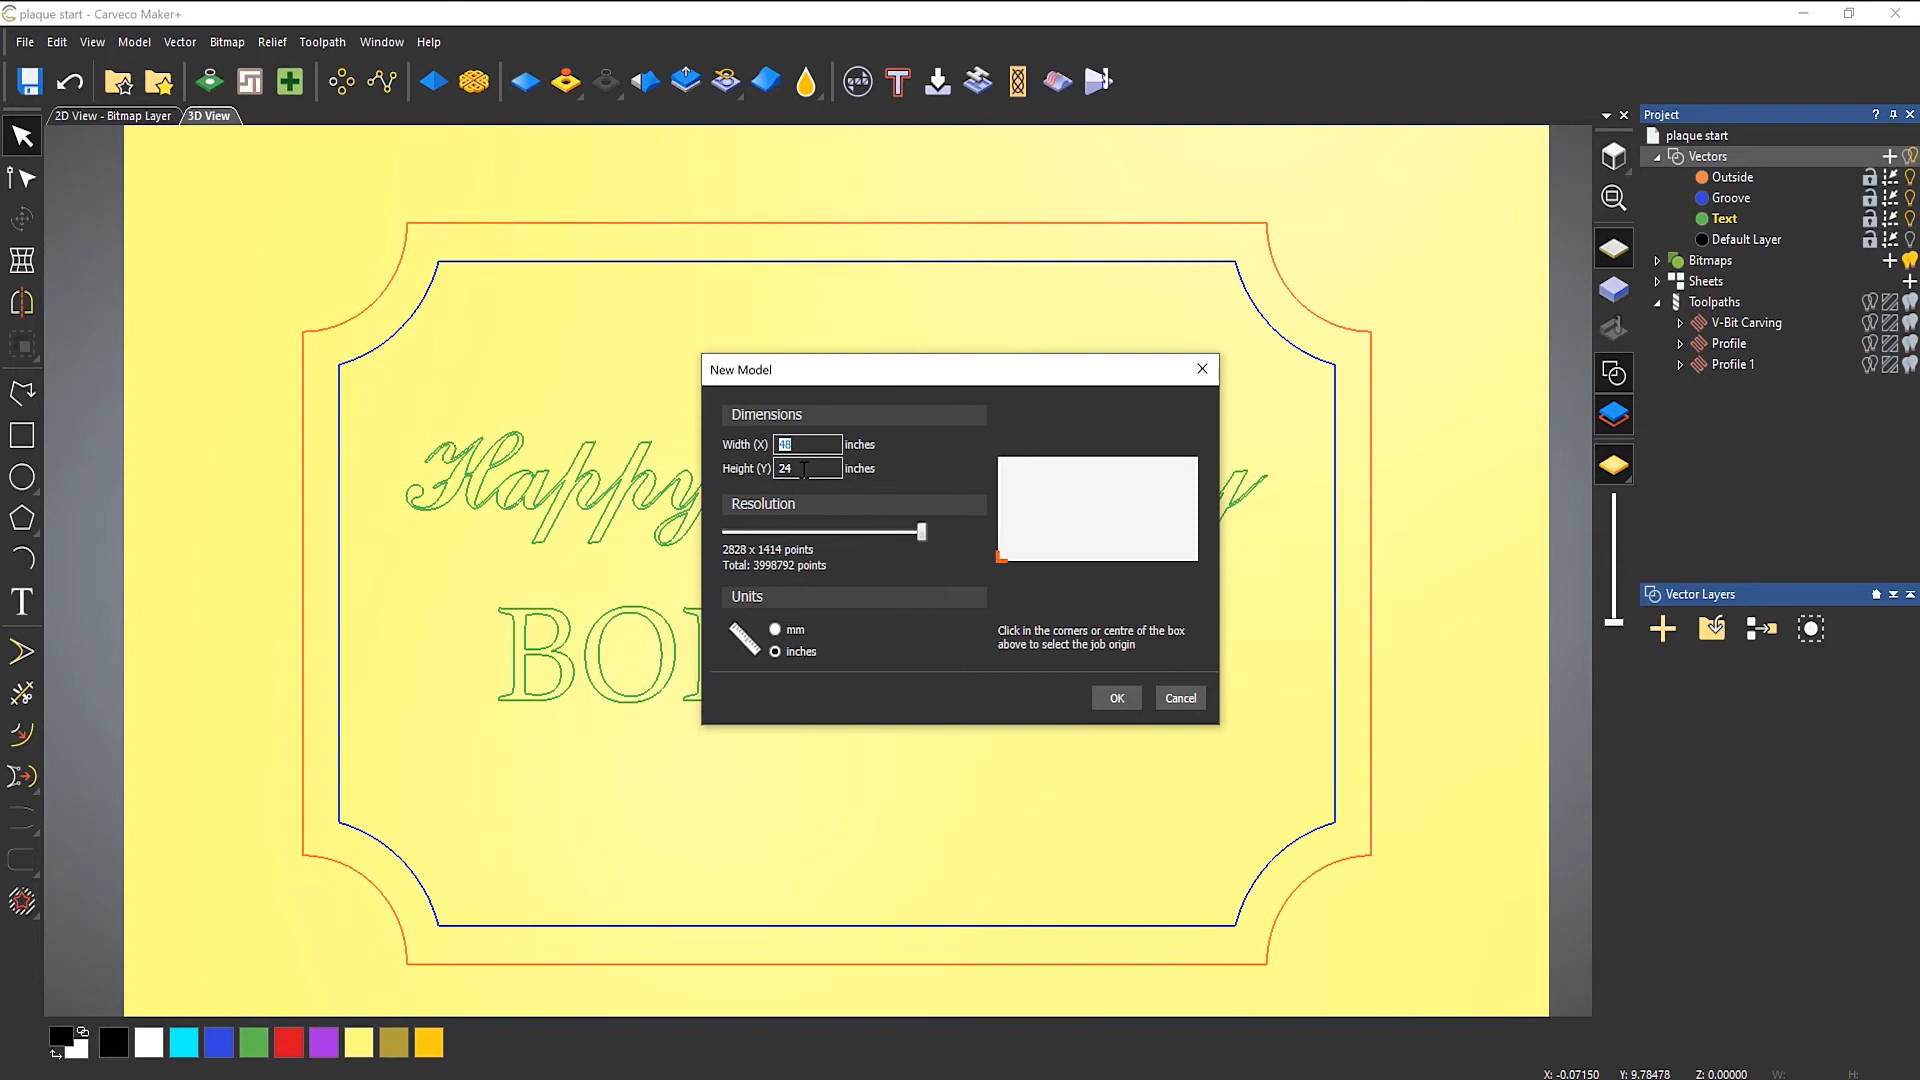 plaque start - Carveco Maker+
File Edit View Model Vector Bitmap Relief Toolpath Window Help
2D View - Bitmap Layer 3D View
Project
plaque start
Vectors
Outside
Groove
Text
Default Layer
Bitmaps
Sheets
Toolpaths
V-Bit Carving
Profile
Profile 1
Vector Layers
Happy
BO
New Model
Dimensions
Width (X) 48 inches
Height (Y) 24 inches
Resolution
2828 x 1414 points
Total: 3998792 points
Units
mm
inches
Click in the corners or centre of the box
above to select the job origin
OK Cancel
X: -0.07150 Y: 9.78478 Z: 0.00000 W: H: